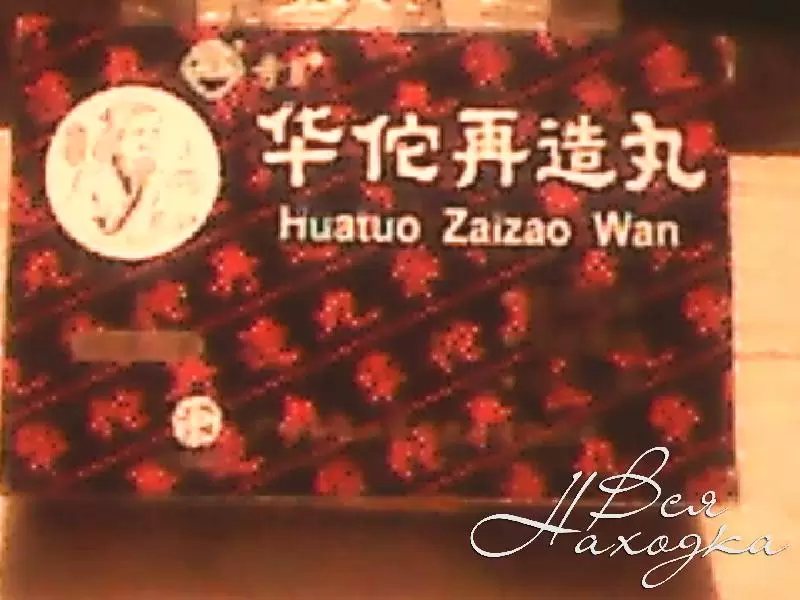 华佗再造丸
Huatuo Zaizao Wan
Вся
Находка